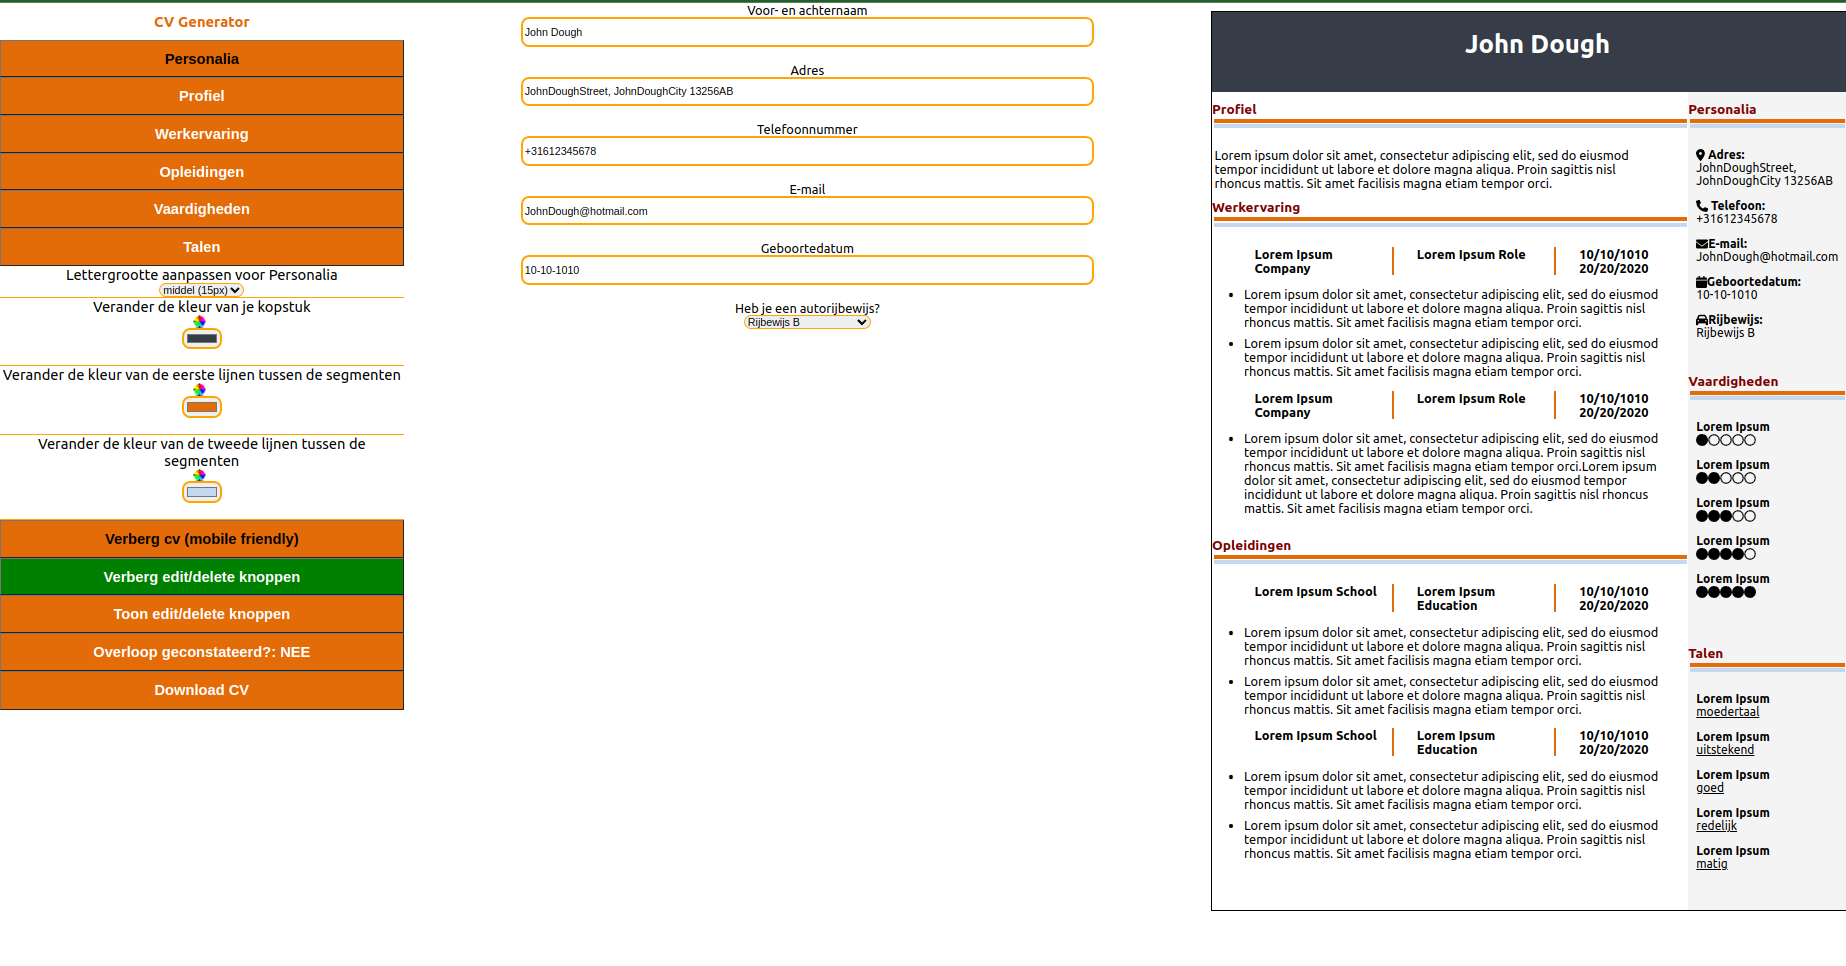 CV Generator
Personalia
Profiel
Werkervaring
Opleidingen
Vaardigheden
Talen
Lettergrootte aanpassen voor Personalia
middel (15px)
Verander de kleur van je kopstuk
Verander de kleur van de eerste lijnen tussen de segmenten
Verander de kleur van de tweede lijnen tussen de
segmenten
Verberg cv (mobile friendly)
Verberg edit/delete knoppen
Toon edit/delete knoppen
Overloop geconstateerd?: NEE
Download CV
Voor- en achternaam
John Dough
Adres
JohnDoughStreet, JohnDoughCity 13256AB
Telefoonnummer
+31612345678
E-mail
JohnDough@hotmail.com
Geboortedatum
10-10-1010
Heb je een autorijbewijs?
Rijbewijs B
John Dough
Profiel
Lorem ipsum dolor sit amet, consectetur adipiscing elit, sed do eiusmod
tempor incididunt ut labore et dolore magna aliqua. Proin sagittis nisl
rhoncus mattis. Sit amet facilisis magna etiam tempor orci.
Werkervaring
Lorem Ipsum Company
Lorem Ipsum Role
10/10/1010
20/20/2020
• Lorem ipsum dolor sit amet, consectetur adipiscing elit, sed do eiusmod
tempor incididunt ut labore et dolore magna aliqua. Proin sagittis nisl
rhoncus mattis. Sit amet facilisis magna etiam tempor orci.
• Lorem ipsum dolor sit amet, consectetur adipiscing elit, sed do eiusmod
tempor incididunt ut labore et dolore magna aliqua. Proin sagittis nisl
rhoncus mattis. Sit amet facilisis magna etiam tempor orci.
Lorem Ipsum
Company
Lorem Ipsum Role
10/10/1010
20/20/2020
• Lorem ipsum dolor sit amet, consectetur adipiscing elit, sed do eiusmod
tempor incididunt ut labore et dolore magna aliqua. Proin sagittis nisl
rhoncus mattis. Sit amet facilisis magna etiam tempor orci.Lorem ipsum
dolor sit amet, consectetur adipiscing elit, sed do eiusmod tempor
incididunt ut labore et dolore magna aliqua. Proin sagittis nisl rhoncus
mattis. Sit amet facilisis magna etiam tempor orci.
Opleidingen
Lorem Ipsum School
Lorem Ipsum
Education
10/10/1010
20/20/2020
• Lorem ipsum dolor sit amet, consectetur adipiscing elit, sed do eiusmod
tempor incididunt ut labore et dolore magna aliqua. Proin sagittis nisl
rhoncus mattis. Sit amet facilisis magna etiam tempor orci.
• Lorem ipsum dolor sit amet, consectetur adipiscing elit, sed do eiusmod
tempor incididunt ut labore et dolore magna aliqua. Proin sagittis nisl
rhoncus mattis. Sit amet facilisis magna etiam tempor orci.
Lorem Ipsum School
Lorem Ipsum
Education
10/10/1010
20/20/2020
• Lorem ipsum dolor sit amet, consectetur adipiscing elit, sed do eiusmod
tempor incididunt ut labore et dolore magna aliqua. Proin sagittis nisl
rhoncus mattis. Sit amet facilisis magna etiam tempor orci.
• Lorem ipsum dolor sit amet, consectetur adipiscing elit, sed do eiusmod
tempor incididunt ut labore et dolore magna aliqua. Proin sagittis nisl
rhoncus mattis. Sit amet facilisis magna etiam tempor orci.
Personalia
Adres:
JohnDoughStreet,
JohnDoughCity 13256AB
Telefoon:
+31612345678
E-mail:
JohnDough@hotmail.com
Geboortedatum:
10-10-1010
Rijbewijs:
Rijbewijs B
Vaardigheden
Lorem Ipsum
Lorem Ipsum
Lorem Ipsum
Lorem Ipsum
Lorem Ipsum
Talen
Lorem Ipsum
moedertaal
Lorem Ipsum
uitstekend
Lorem Ipsum
goed
Lorem Ipsum
redelijk
Lorem Ipsum
matig